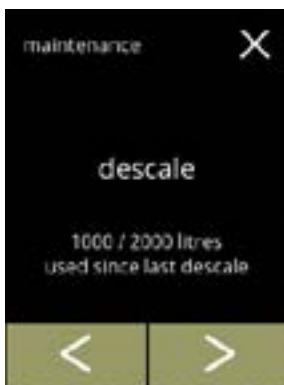 maintenance X
descale
1000 / 2000 litres
used since last descale
< >